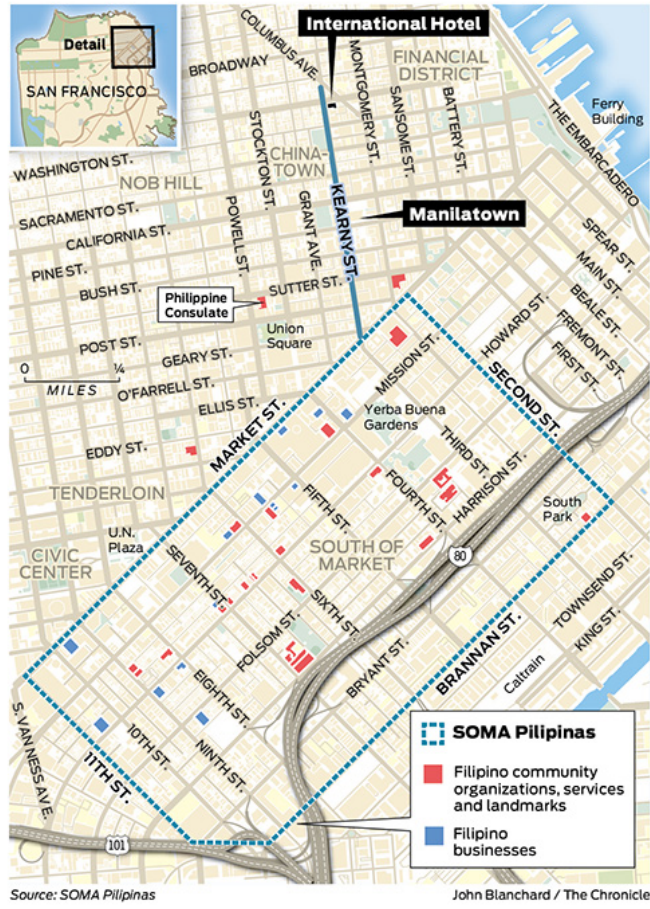 Detail
SAN FRANCISCO
International Hotel
COLUMBUS AVE.
BROADWAY
MONTGOMERY ST.
FINANCIAL
DISTRICT
SANSOME ST.
BATTERY ST.
Ferry
Building
THE EMBARCADERO
STOCKTON ST.
CHINA-
TOWN
WASHINGTON ST.
NOB HILL
SACRAMENTO ST.
CALIFORNIA ST.
POWELL ST.
GRANT AVE.
KEARNY ST.
Manilatown
SPEAR ST.
MAIN ST.
BEALE ST.
FREMONT ST.
FIRST ST.
PINE ST.
BUSH ST.
SUTTER ST.
Philippine
Consulate
HOWARD ST.
Union
Square
POST ST.
GEARY ST.
MISSION ST.
SECOND ST.
0 ¼
MILES
O'FARRELL ST.
ELLIS ST.
MARKET ST.
Yerba Buena
Gardens
EDDY ST.
THIRD ST.
HARRISON ST.
TENDERLOIN
FOURTH ST.
FIFTH ST.
South
Park
U.N.
Plaza
SOUTH OF
MARKET
80
CIVIC
CENTER
SEVENTH ST.
SIXTH ST.
TOWNSEND ST.
KING ST.
FOLSOM ST.
BRANNAN ST.
BRYANT ST.
Caltrain
EIGHTH ST.
S. VAN NESS AVE.
10TH ST.
NINTH ST.
11TH ST.
101
SOMA Pilipinas
Filipino community
organizations, services
and landmarks
Filipino
businesses
Source: SOMA Pilipinas
John Blanchard / The Chronicle